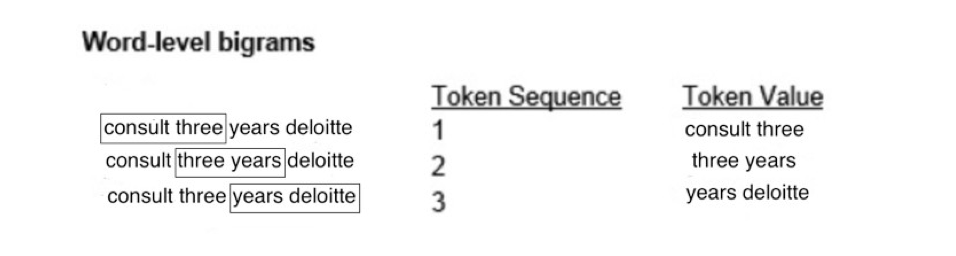 Word-level bigrams
Token Sequence Token Value
consult three years deloitte 1 consult three
consult three years deloitte 2 three years
consult three years deloitte 3 years deloitte